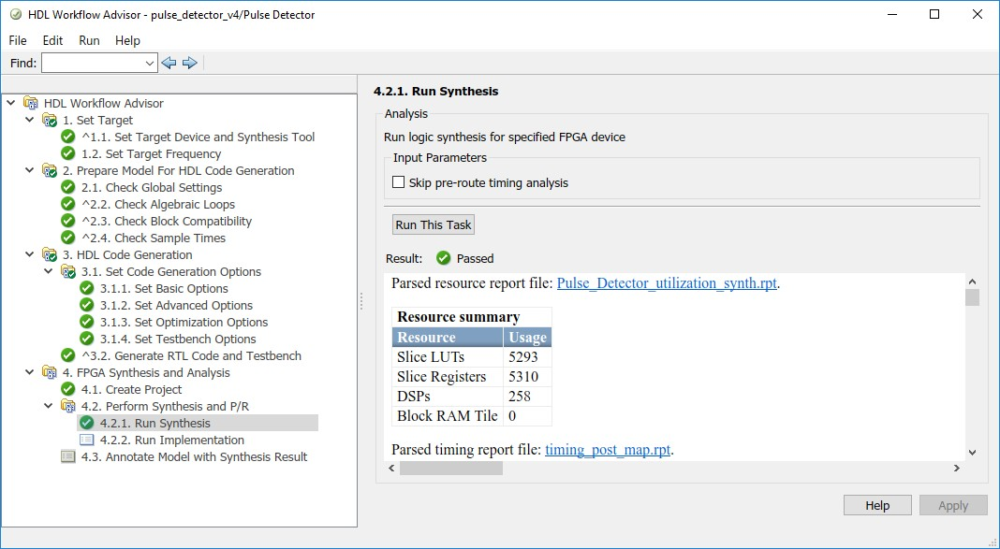 HDL Workflow Advisor - pulse_detector_v4/Pulse Detector
File Edit Run Help
Find:
HDL Workflow Advisor
1. Set Target
^1.1. Set Target Device and Synthesis Tool
1.2. Set Target Frequency
2. Prepare Model For HDL Code Generation
2.1. Check Global Settings
^2.2. Check Algebraic Loops
^2.3. Check Block Compatibility
^2.4. Check Sample Times
3. HDL Code Generation
3.1. Set Code Generation Options
3.1.1. Set Basic Options
3.1.2. Set Advanced Options
3.1.3. Set Optimization Options
3.1.4. Set Testbench Options
^3.2. Generate RTL Code and Testbench
4. FPGA Synthesis and Analysis
4.1. Create Project
4.2. Perform Synthesis and P/R
4.2.1. Run Synthesis
4.2.2. Run Implementation
4.3. Annotate Model with Synthesis Result
4.2.1. Run Synthesis
Analysis
Run logic synthesis for specified FPGA device
Input Parameters
Skip pre-route timing analysis
Run This Task
Result: Passed
Parsed resource report file: Pulse_Detector_utilization_synth.rpt.
Resource summary
Resource Usage
Slice LUTs 5293
Slice Registers 5310
DSPs 258
Block RAM Tile 0
Parsed timing report file: timing_post_map.rpt.
Help Apply